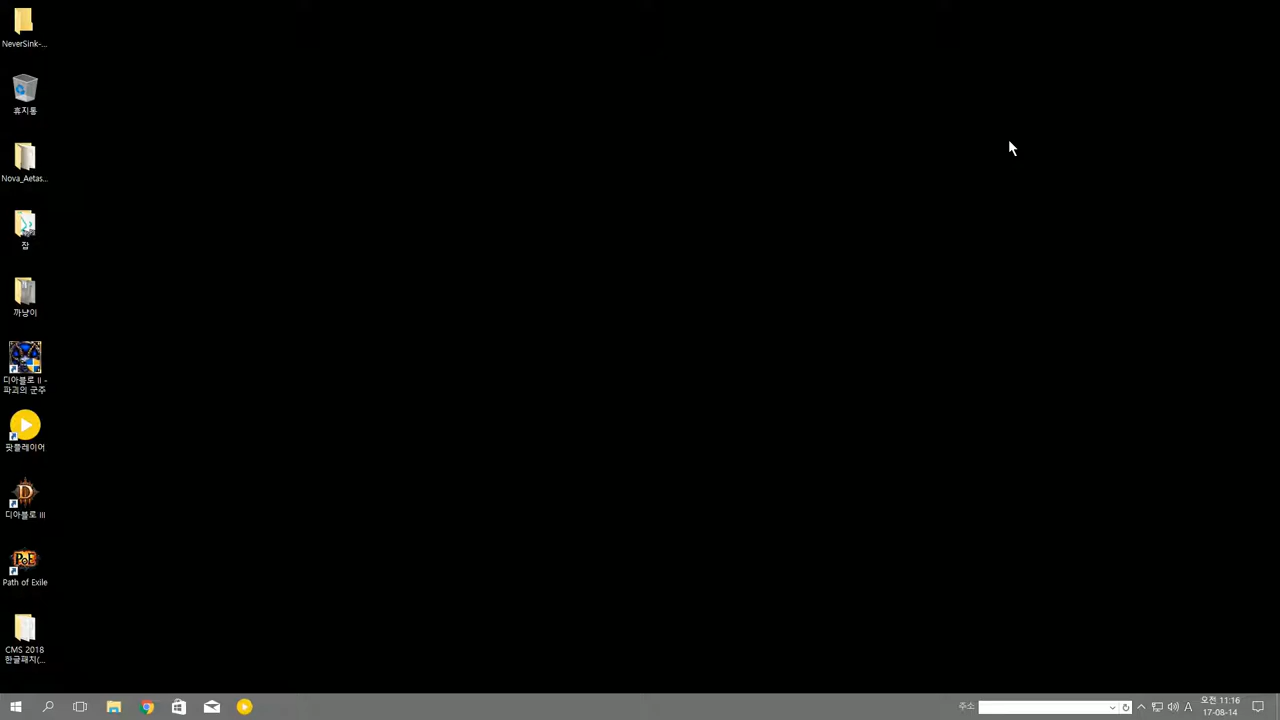 NeverSink-...
휴지통
Nova_Aetas...
잡
까냥이
디아블로 II -
파괴의 군주
팟플레이어
디아블로 III
PoE
Path of Exile
CMS 2018
한글패치(...
주소
A
오전 11:16
17-08-14